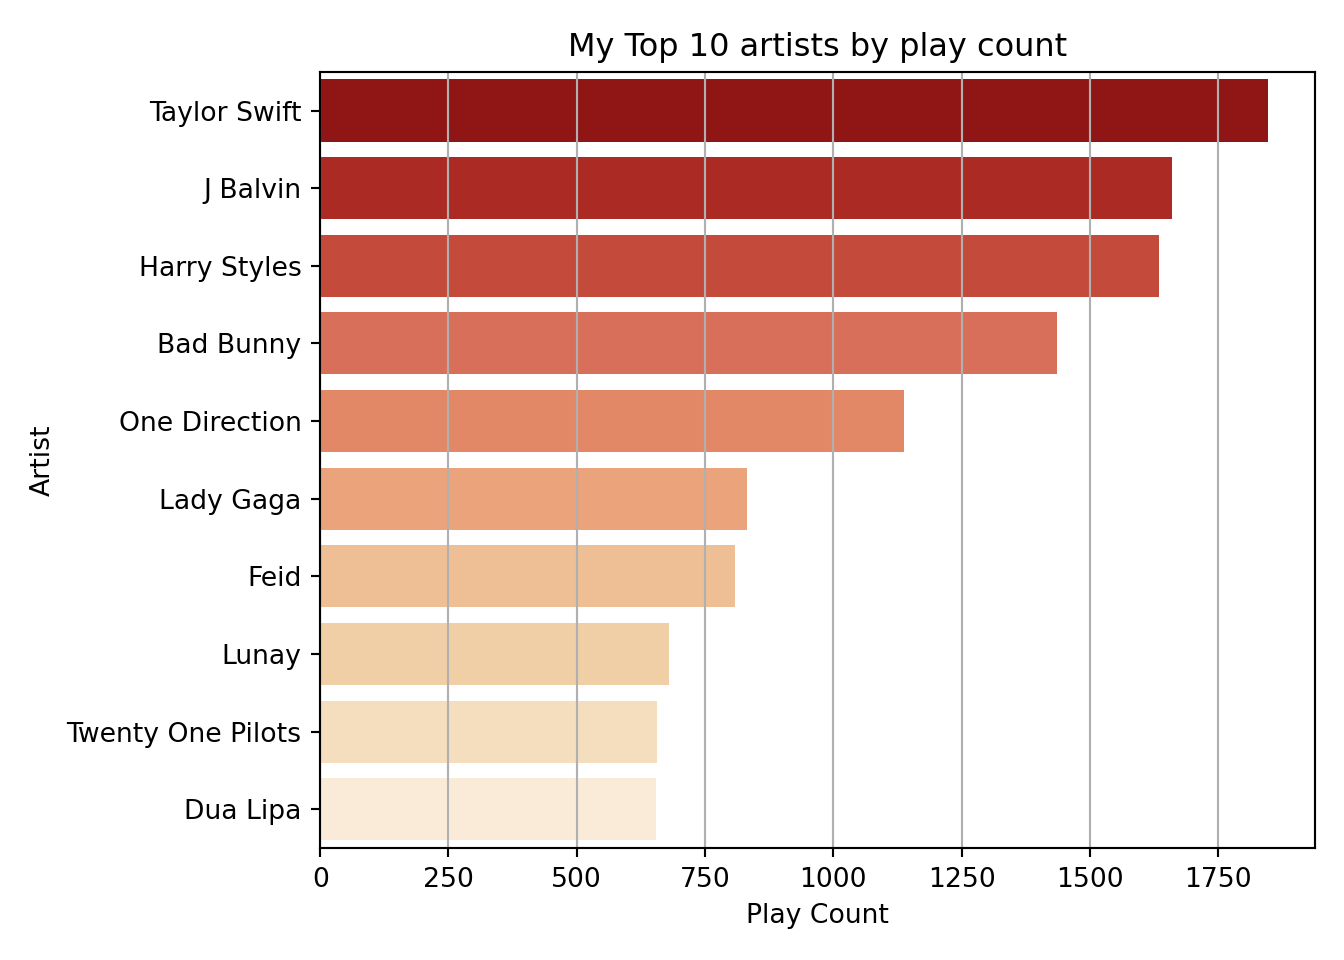 My Top 10 artists by play count
Artist
Taylor Swift
J Balvin
Harry Styles
Bad Bunny
One Direction
Lady Gaga
Feid
Lunay
Twenty One Pilots
Dua Lipa
0 250 500 750 1000 1250 1500 1750
Play Count